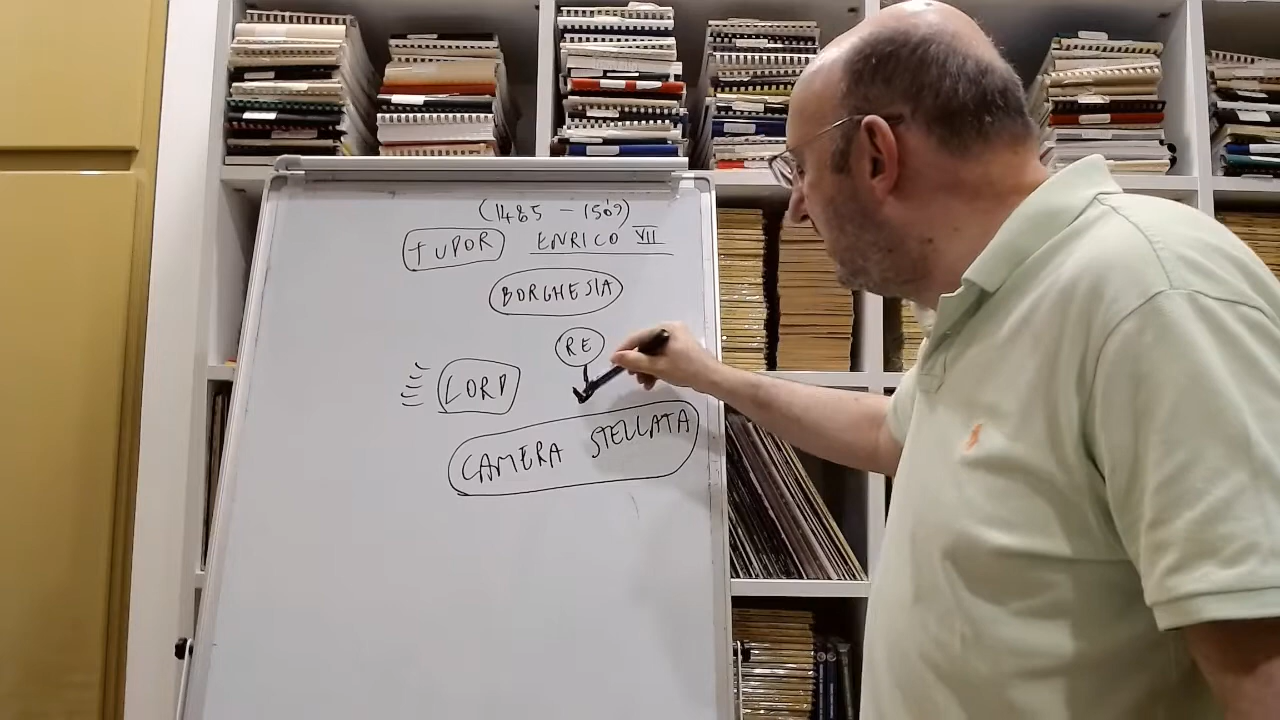 (1485 - 1509)
TUDOR ENRICO VII
BORGHESIA
RE
LORD
CAMERA STELLATA